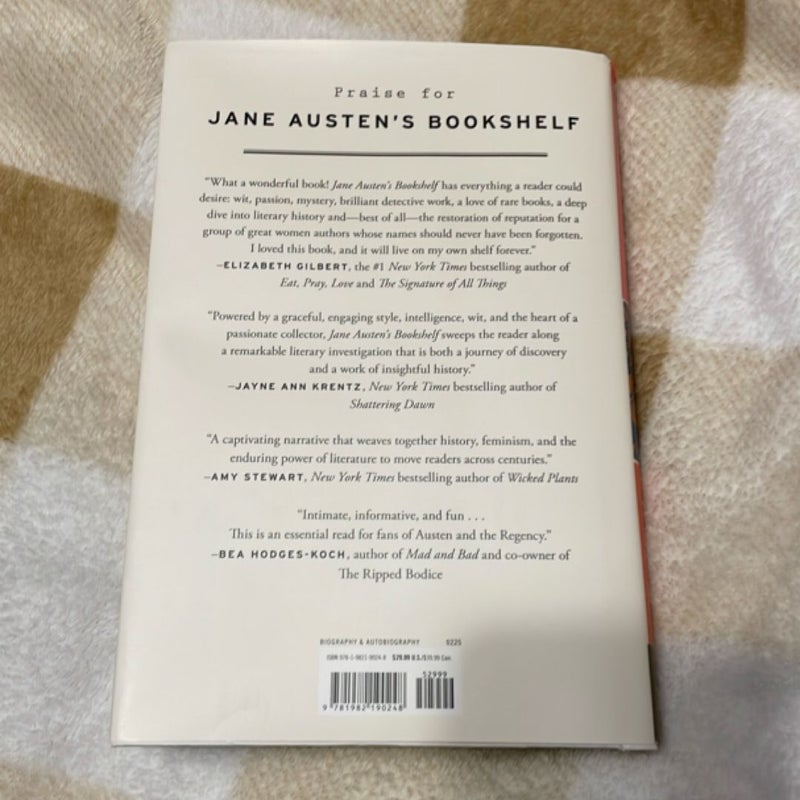 Praise for
JANE AUSTEN'S BOOKSHELF
“What a wonderful book! Jane Austen's Bookshelf has everything a reader could
desire: wit, passion, mystery, brilliant detective work, a love of rare books, a deep
dive into literary history and—best of all—the restoration of reputation for a
group of great women authors whose names should never have been forgotten.
I loved this book, and it will live on my own shelf forever.”
–ELIZABETH GILBERT, the #1 New York Times bestselling author of
Eat, Pray, Love and The Signature of All Things
“Powered by a graceful, engaging style, intelligence, wit, and the heart of a
passionate collector, Jane Austen's Bookshelf sweeps the reader along
a remarkable literary investigation that is both a journey of discovery
and a work of insightful history.”
–JAYNE ANN KRENTZ, New York Times bestselling author of
Shattering Dawn
“A captivating narrative that weaves together history, feminism, and the
enduring power of literature to move readers across centuries.”
–AMY STEWART, New York Times bestselling author of Wicked Plants
“Intimate, informative, and fun . . .
This is an essential read for fans of Austen and the Regency.”
–BEA HODGES-KOCH, author of Mad and Bad and co-owner of
The Ripped Bodice
BIOGRAPHY & AUTOBIOGRAPHY 0225
ISBN 978-1-9821-9024-8 $29.99 U.S./$39.99 Can.
52999
9 781982 190248